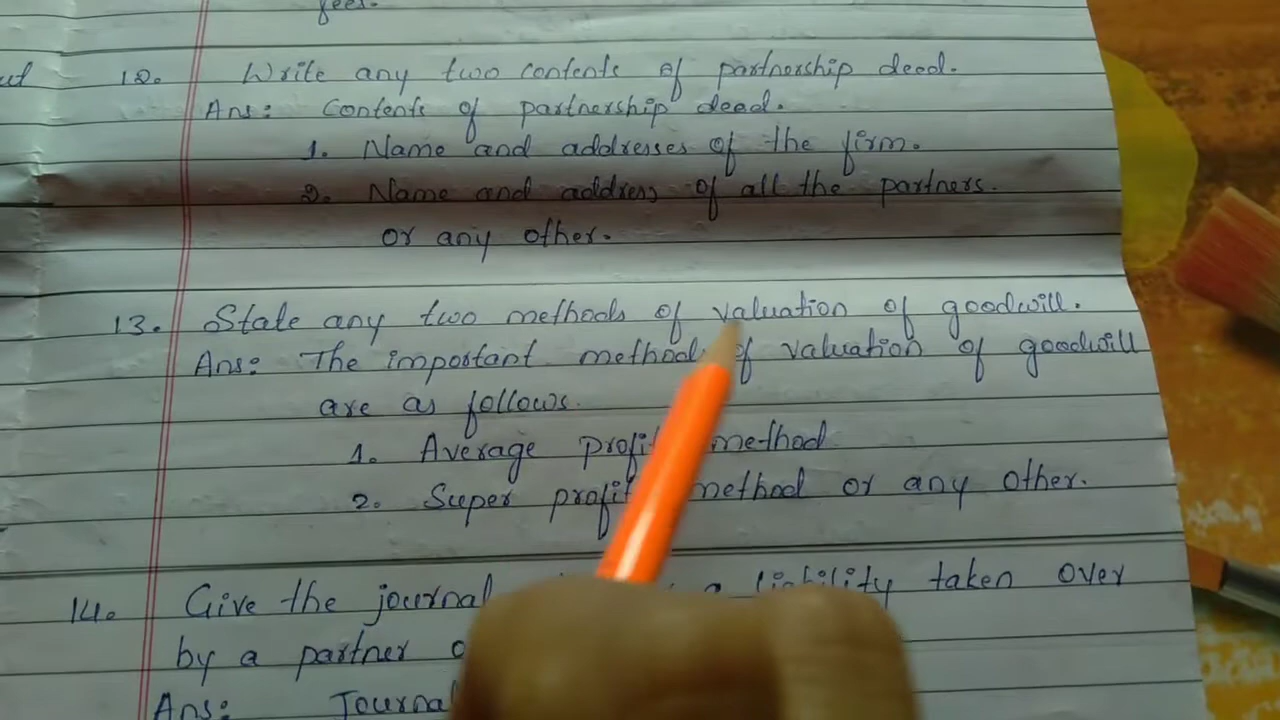 fees.
12. Write any two contents of partnership deed.
Ans: Contents of partnership deed.
1. Name and addresses of the firm.
2. Name and address of all the partners.
or any other.
13. State any two methods of valuation of goodwill.
Ans: The important methods of valuation of goodwill
are as follows.
1. Average profit method
2. Super profit method or any other.
14. Give the journal a liability taken over
by a partner
Ans: Journal